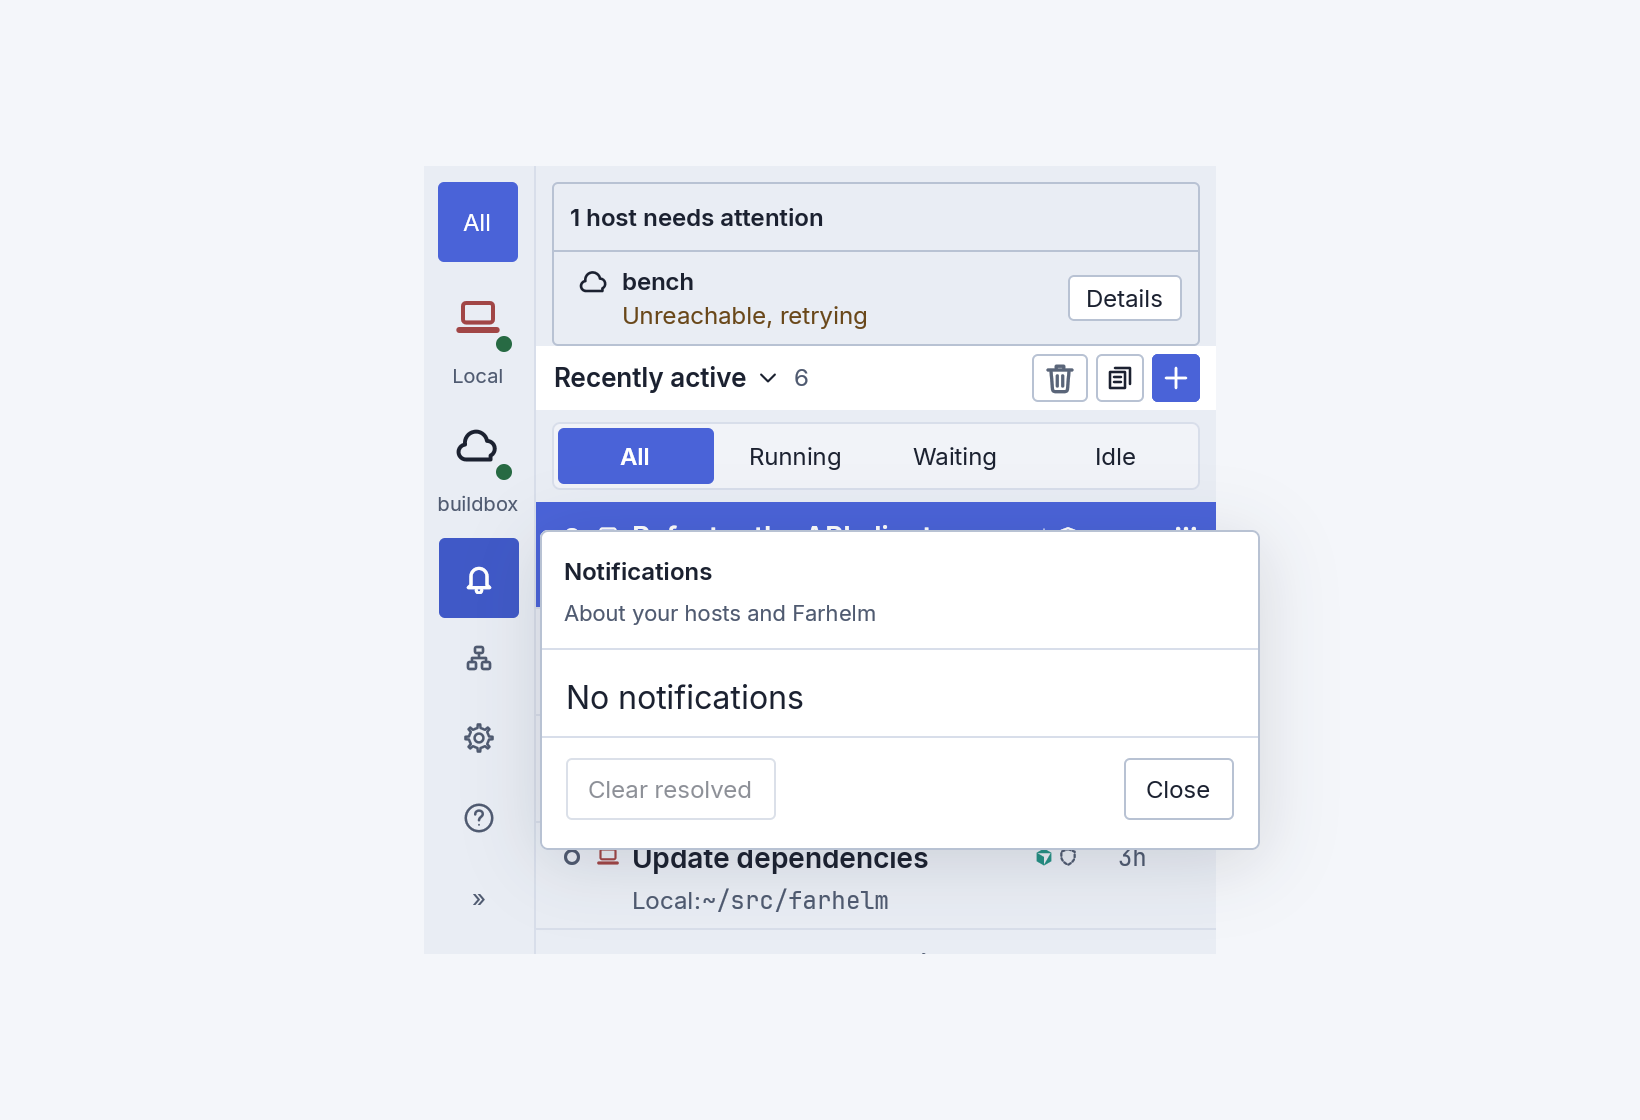 All
Local
buildbox
»
1 host needs attention
bench
Unreachable, retrying
Details
Recently active
6
All
Running
Waiting
Idle
Notifications
About your hosts and Farhelm
No notifications
Clear resolved
Close
Update dependencies
3h
Local:~/src/farhelm